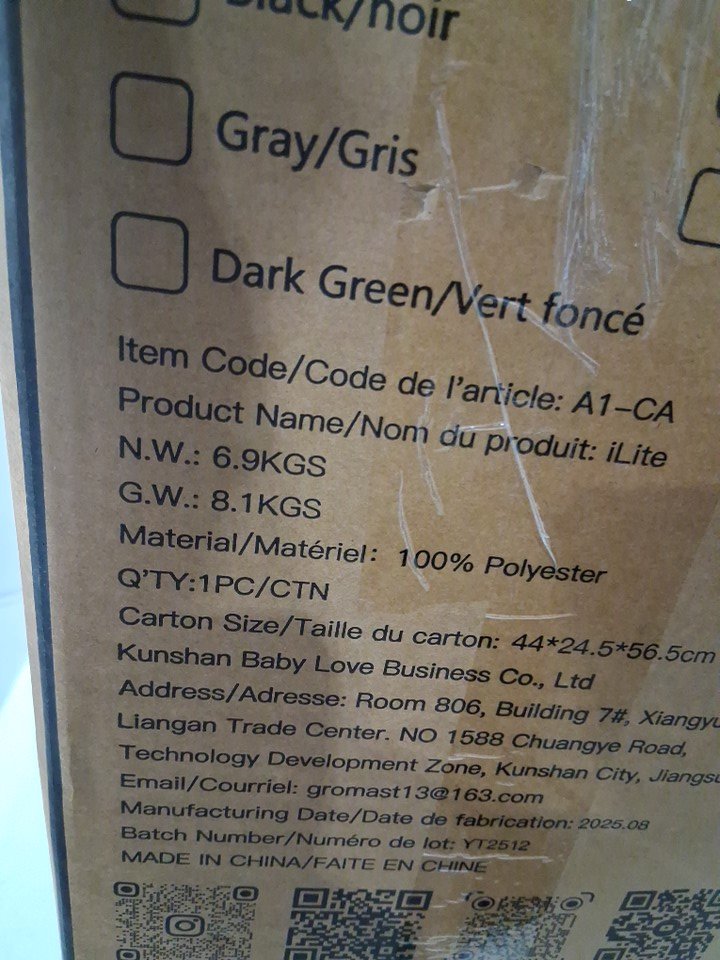 Black/noir
Gray/Gris
Dark Green/Vert foncé
Item Code/Code de l'article: A1-CA
Product Name/Nom du produit: iLite
N.W.: 6.9KGS
G.W.: 8.1KGS
Material/Matériel: 100% Polyester
Q'TY:1PC/CTN
Carton Size/Taille du carton: 44*24.5*56.5cm
Kunshan Baby Love Business Co., Ltd
Address/Adresse: Room 806, Building 7#,
Liangan Trade Center. NO 1588 Chuangye Road,
Technology Development Zone, Kunshan City,
Email/Courriel: gromast13@163.com
Manufacturing Date/Date de fabrication: 2025.08
Batch Number/Numéro de lot: YT2512
MADE IN CHINA/FAITE EN CHINE